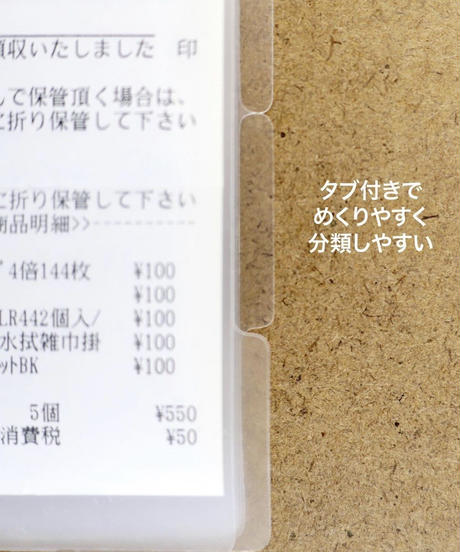 領収いたしました 印
して保管頂く場合は、
に折り保管して下さい
に折り保管して下さい
商品明細>>----------
4倍144枚 ¥100
¥100
LR442個入/ ¥100
水拭雑巾掛 ¥100
ｯﾄBK ¥100
5個 ¥550
消費税 ¥50
タブ付きで
めくりやすく
分類しやすい